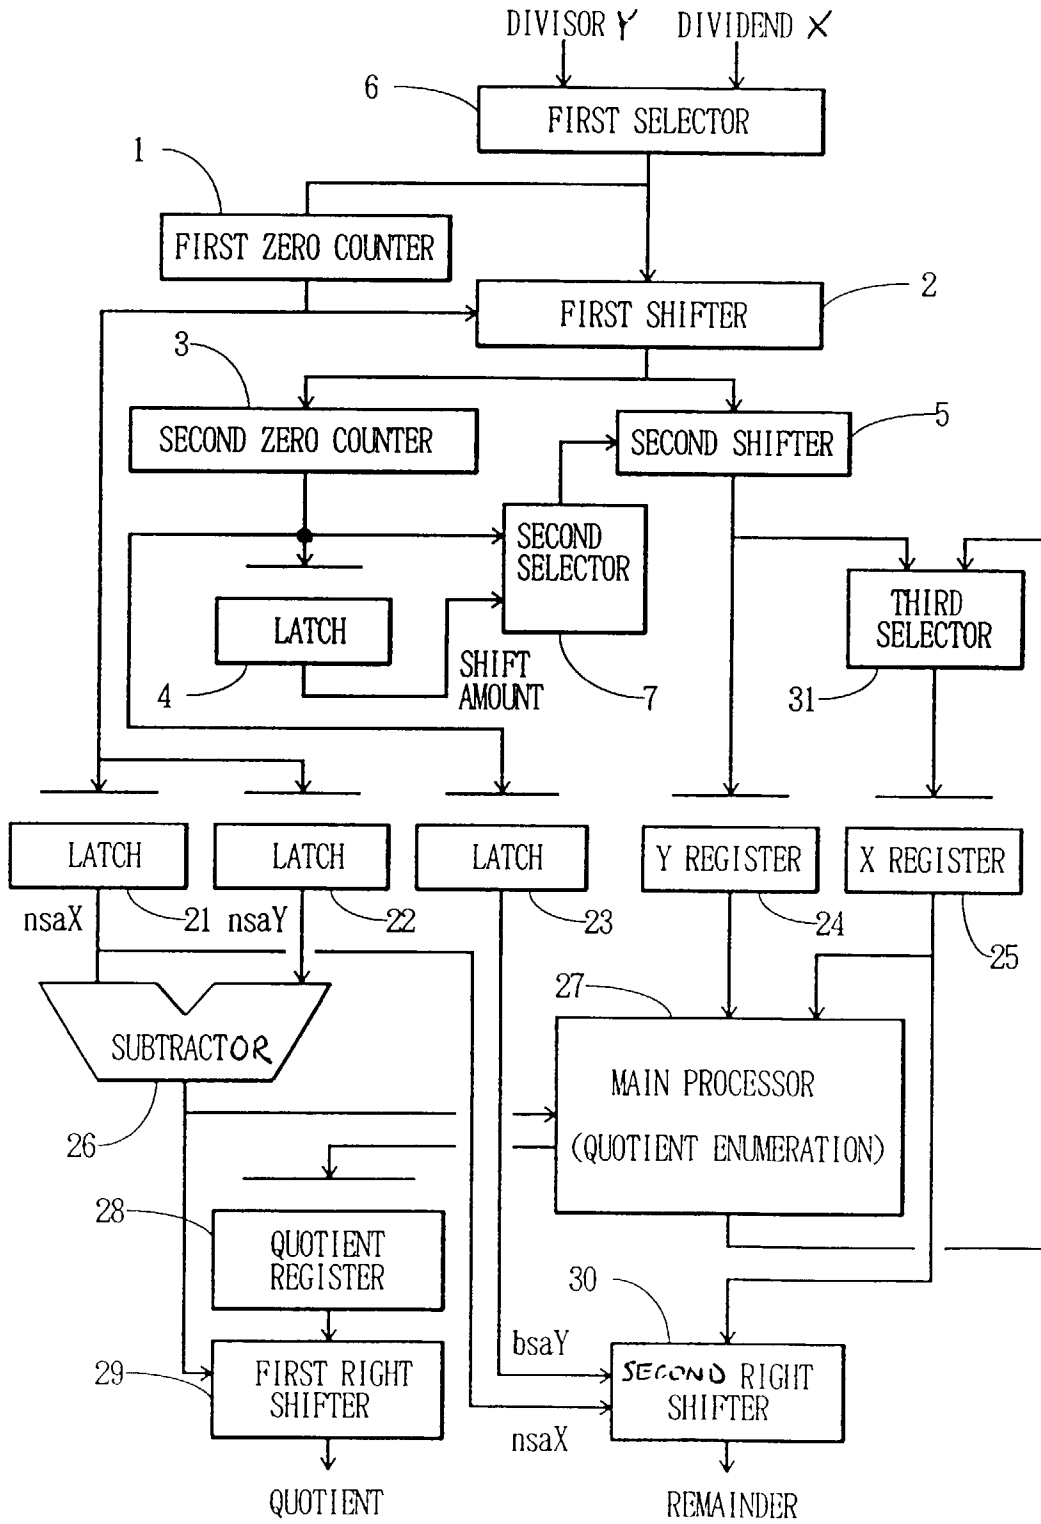 DIVISOR Y DIVIDEND X
6
FIRST SELECTOR
1
FIRST ZERO COUNTER
2
FIRST SHIFTER
3
SECOND ZERO COUNTER
5
SECOND SHIFTER
SECOND
SELECTOR
7
LATCH
4
SHIFT
AMOUNT
THIRD
SELECTOR
31
LATCH
21
LATCH
22
LATCH
23
Y REGISTER
24
X REGISTER
25
nsaX
nsaY
SUBTRACTOR
26
27
MAIN PROCESSOR
(QUOTIENT ENUMERATION)
28
QUOTIENT
REGISTER
29
FIRST RIGHT
SHIFTER
30
bsaY
nsaX
SECOND RIGHT
SHIFTER
QUOTIENT
REMAINDER